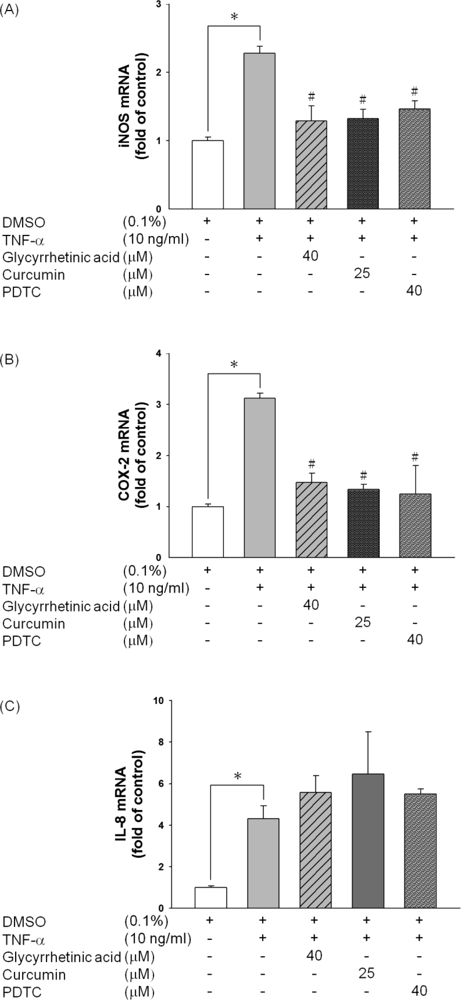 (A)
3
*
2
#
#
#
iNOS mRNA
(fold of control)
1
0
DMSO (0.1%) + + + + +
TNF-α (10 ng/ml) - + + + +
Glycyrrhetinic acid (μM) - - 40 - -
Curcumin (μM) - - - 25 -
PDTC (μM) - - - - 40
(B)
4
*
3
COX-2 mRNA
(fold of control)
2
#
#
#
1
0
DMSO (0.1%) + + + + +
TNF-α (10 ng/ml) - + + + +
Glycyrrhetinic acid (μM) - - 40 - -
Curcumin (μM) - - - 25 -
PDTC (μM) - - - - 40
(C)
10
8
*
6
IL-8 mRNA
(fold of control)
4
2
0
DMSO (0.1%) + + + + +
TNF-α (10 ng/ml) - + + + +
Glycyrrhetinic acid (μM) - - 40 - -
Curcumin (μM) - - - 25 -
PDTC (μM) - - - - 40